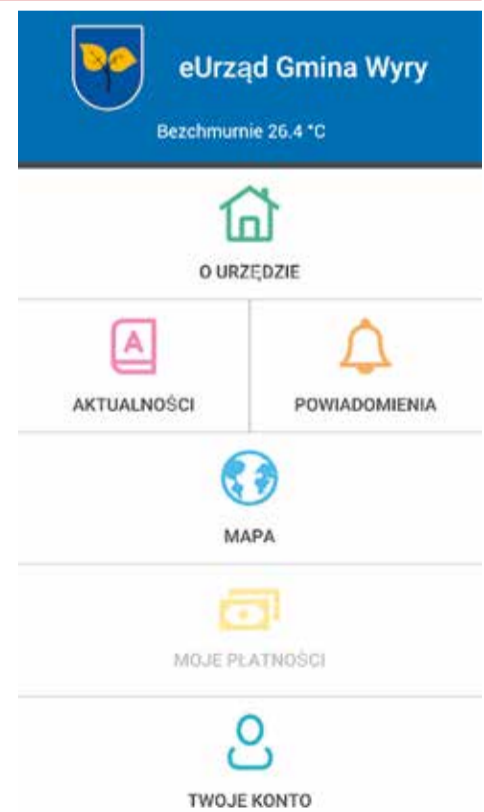 eUrząd Gmina Wyry
Bezchmurnie 26.4 °C
O URZĘDZIE
A
AKTUALNOŚCI
POWIADOMIENIA
MAPA
MOJE PŁATNOŚCI
TWOJE KONTO